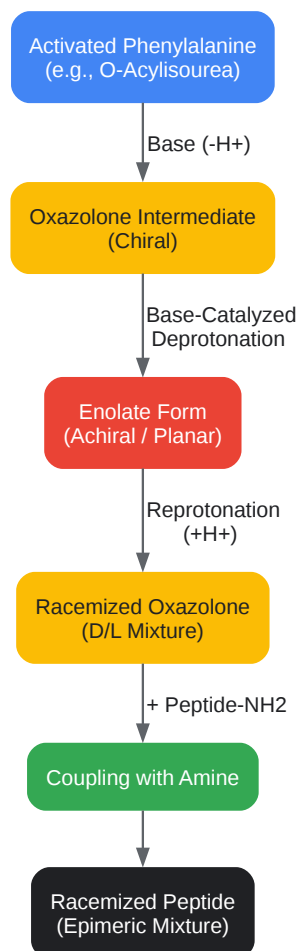 Activated Phenylalanine
(e.g., O-Acylisourea)
Base (-H+)
Oxazolone Intermediate
(Chiral)
Base-Catalyzed
Deprotonation
Enolate Form
(Achiral / Planar)
Reprotonation
(+H+)
Racemized Oxazolone
(D/L Mixture)
+ Peptide-NH2
Coupling with Amine
Racemized Peptide
(Epimeric Mixture)